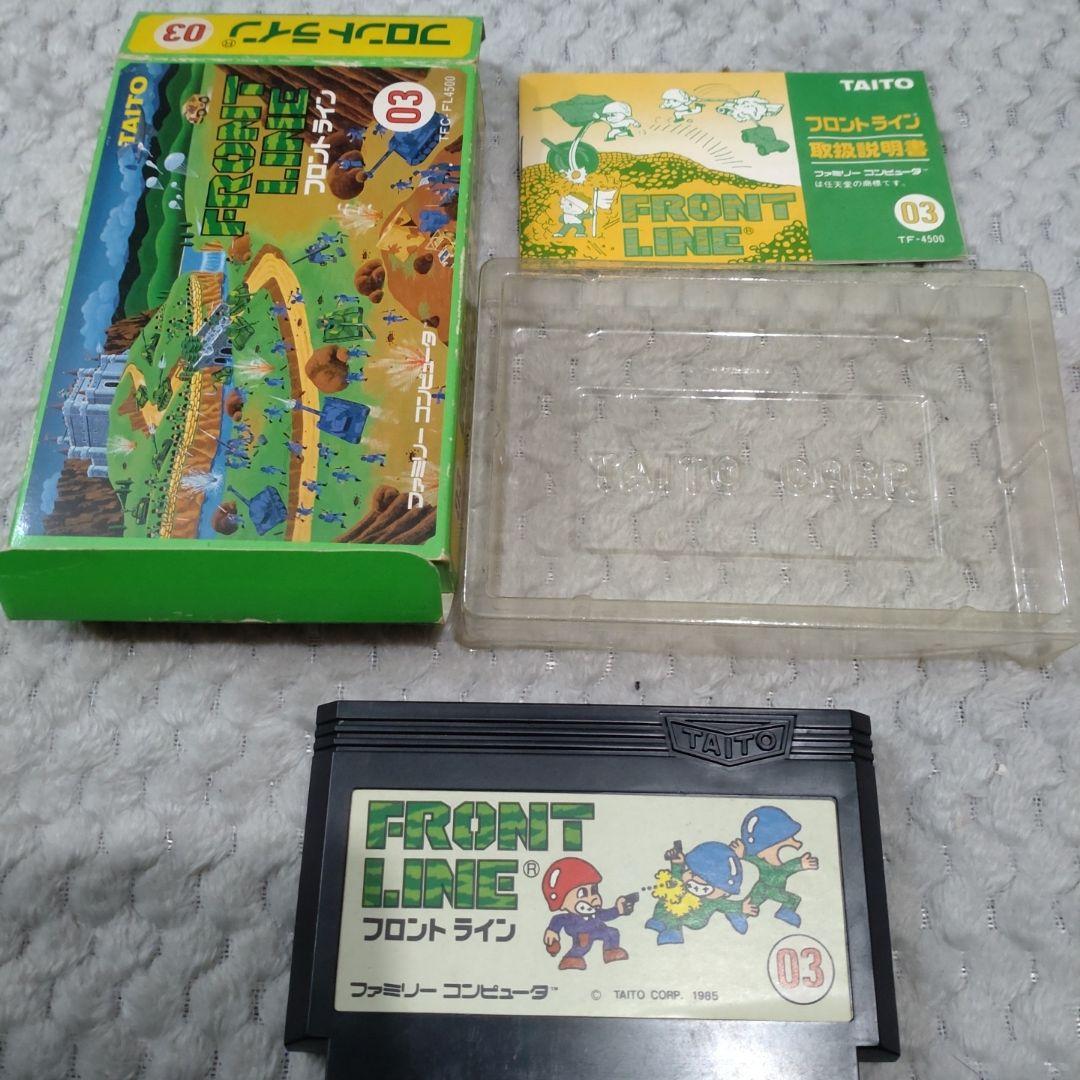 フロントライン®
03
TAITO
FRONT
LINE
フロントライン
03
TFC-FL4500
ファミリー コンピュータ
TAITO
フロントライン
取扱説明書
ファミリー コンピュータ™
は任天堂の商標です。
03
TF-4500
FRONT
LINE®
TAITO CORP.
TAITO
FRONT
LINE®
フロント ライン
03
ファミリー コンピュータ™
© TAITO CORP. 1985